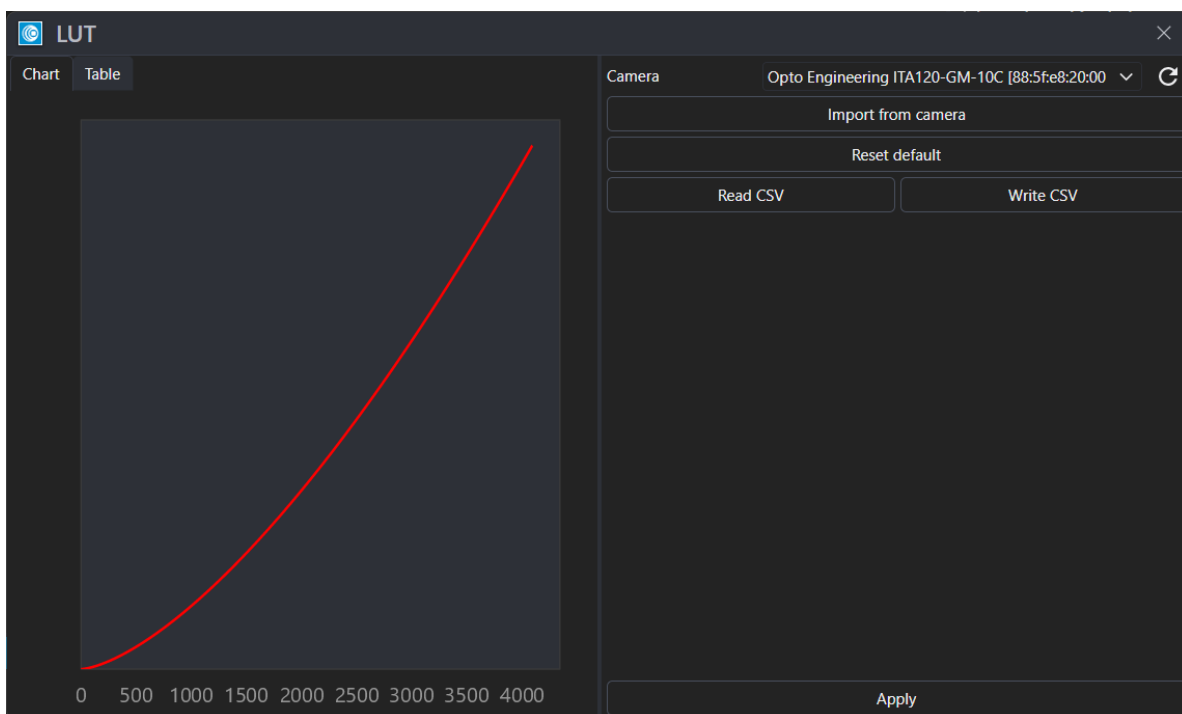 LUT
Chart Table
Camera Opto Engineering ITA120-GM-10C [88:5f:e8:20:00
Import from camera
Reset default
Read CSV Write CSV
0 500 1000 1500 2000 2500 3000 3500 4000
Apply